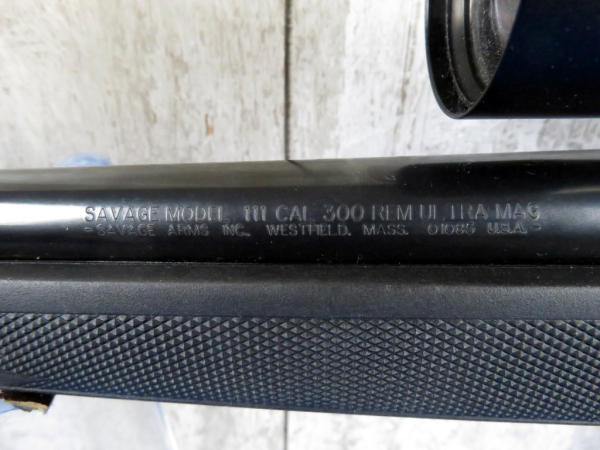 SAVAGE MODEL 111 CAL 300 REM ULTRA MAG
-SAVAGE ARMS INC. WESTFIELD, MASS. 01085 U.S.A.-